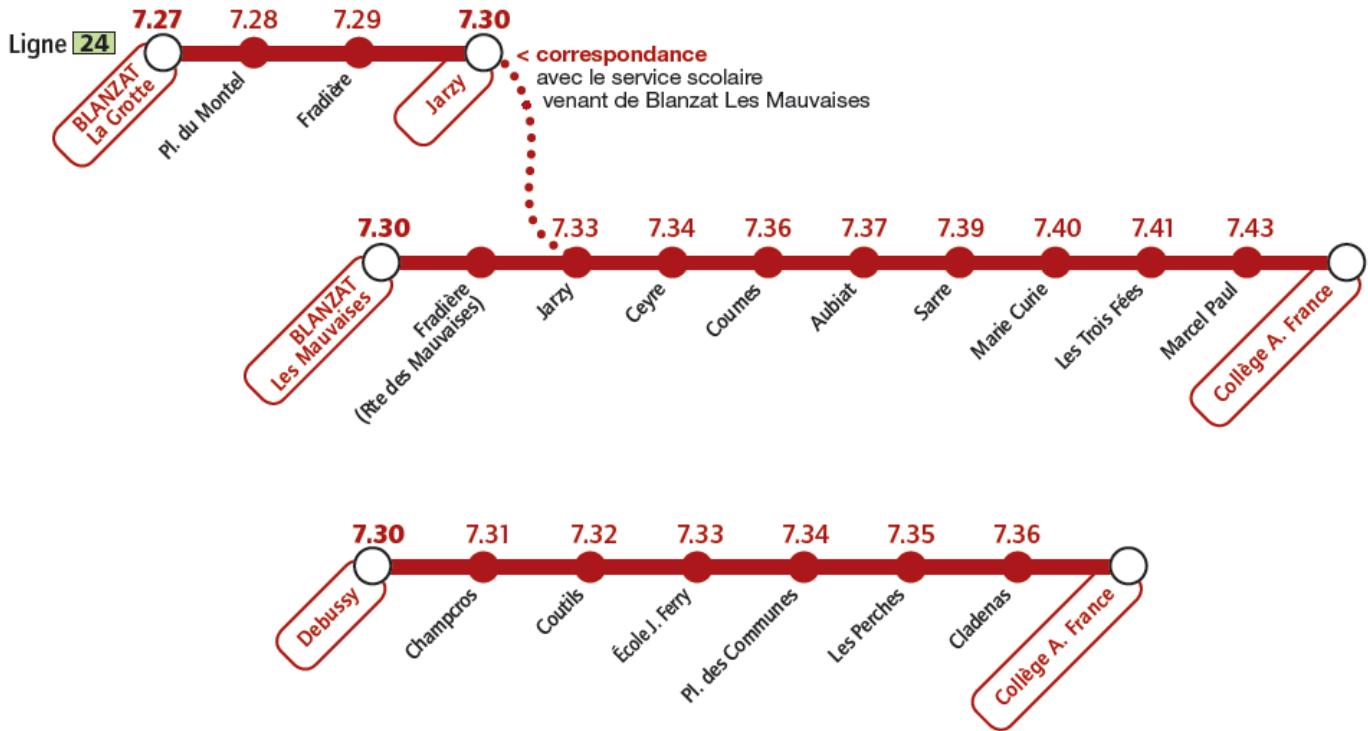 7.27 7.28 7.29 7.30
Ligne 24
< correspondance
avec le service scolaire
venant de Blanzat Les Mauvaises
BLANZAT
La Grotte
Pl. du Montel
Fradière
Jarzy
7.30 7.33 7.34 7.36 7.37 7.39 7.40 7.41 7.43
BLANZAT
Les Mauvaises
Fradière
(Rte des Mauvaises)
Jarzy
Ceyre
Coumes
Aubiat
Sarre
Marie Curie
Les Trois Fées
Marcel Paul
Collège A. France
7.30 7.31 7.32 7.33 7.34 7.35 7.36
Debussy
Champcros
Coutils
École J. Ferry
Pl. des Communes
Les Perches
Cladenas
Collège A. France